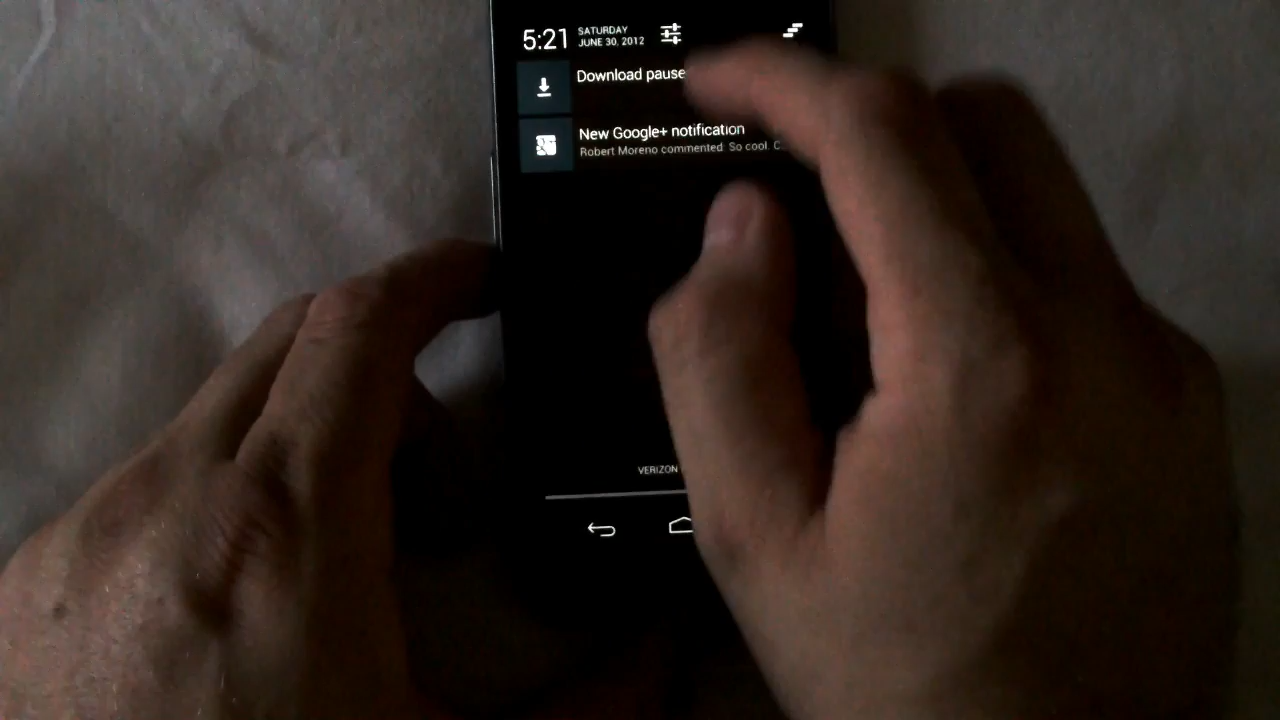 5:21
SATURDAY
JUNE 30, 2012
Download pause
New Google+ notification
Robert Moreno commented: So cool. C...
VERIZON